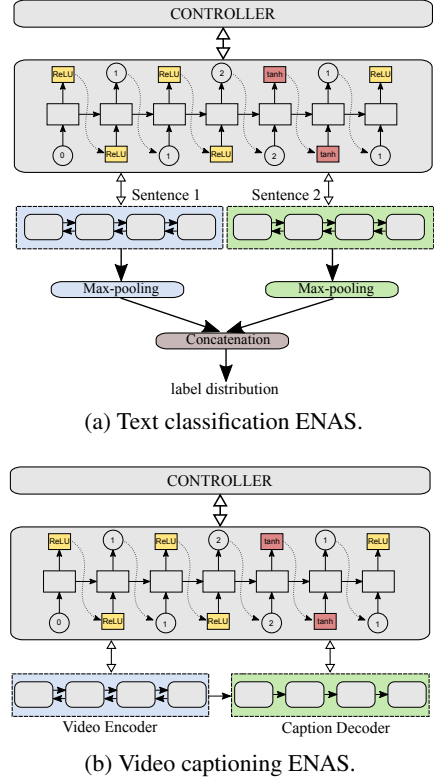 CONTROLLER
ReLU 1 ReLU 2 tanh 1 ReLU
0 ReLU 1 ReLU 2 tanh 1
Sentence 1 Sentence 2
Max-pooling Max-pooling
Concatenation
label distribution
(a) Text classification ENAS.
CONTROLLER
ReLU 1 ReLU 2 tanh 1 ReLU
0 ReLU 1 ReLU 2 tanh 1
Video Encoder Caption Decoder
(b) Video captioning ENAS.